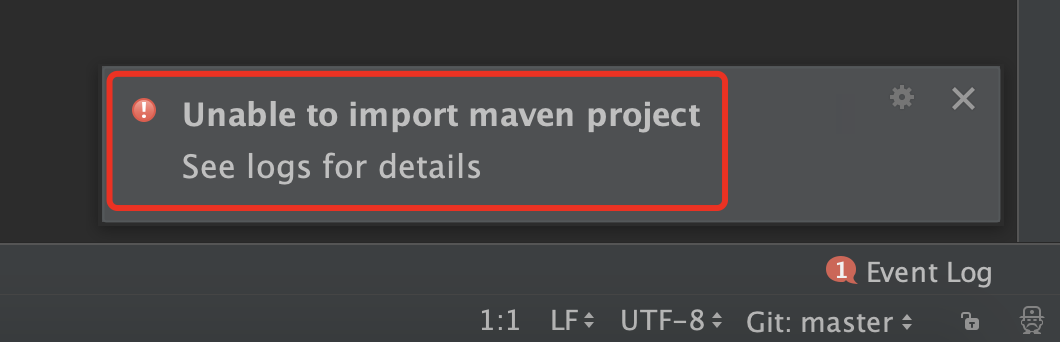 Unable to import maven project
See logs for details
1 Event Log
1:1 LF UTF-8 Git: master